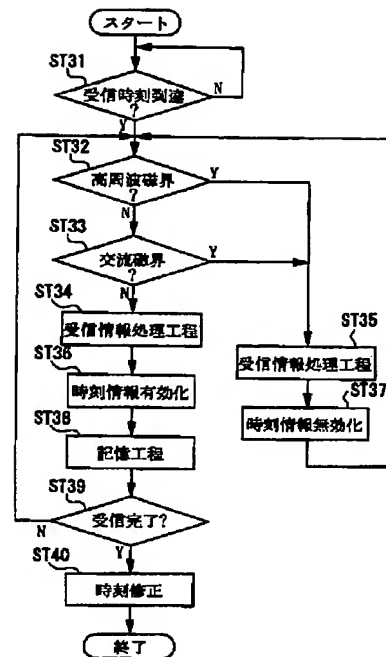 スタート
ST31
受信時刻到達
?
N
Y
ST32
高周波磁界
?
Y
N
ST33
交流磁界
?
Y
N
ST34
受信情報処理工程
ST35
受信情報処理工程
ST36
時刻情報有効化
ST37
時刻情報無効化
ST38
記憶工程
ST39
受信完了?
N
Y
ST40
時刻修正
終了